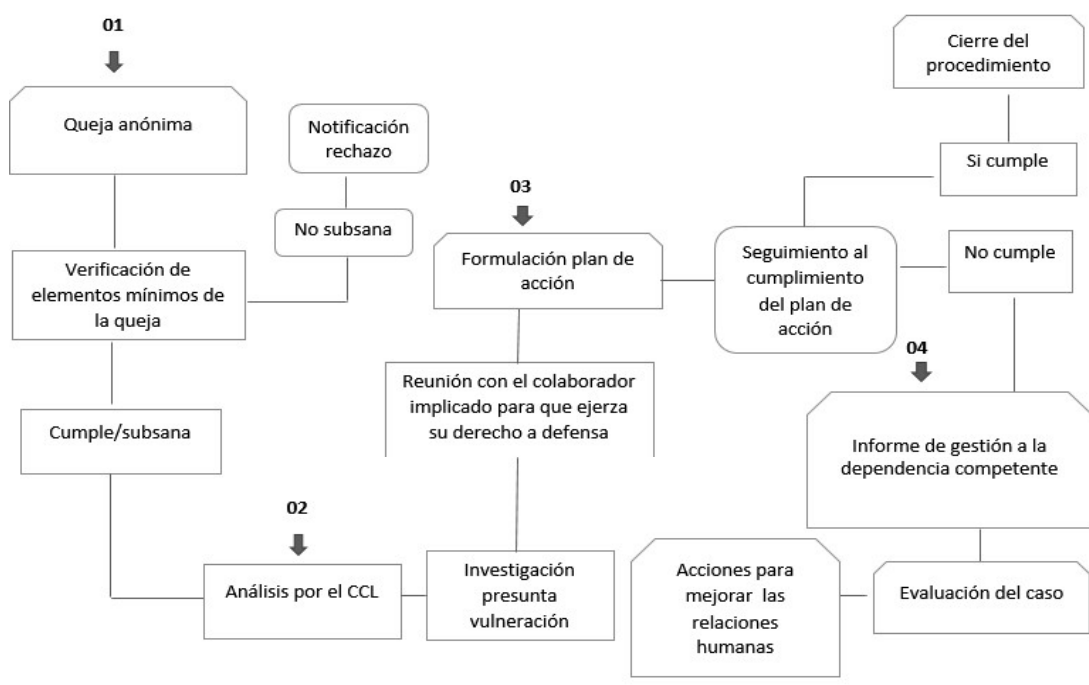 01
Queja anónima
Verificación de
elementos mínimos de
la queja
Notificación
rechazo
No subsana
Cumple/subsana
02
Análisis por el CCL
Investigación
presunta
vulneración
Reunión con el colaborador
implicado para que ejerza
su derecho a defensa
03
Formulación plan de
acción
Seguimiento al
cumplimiento
del plan de
acción
Si cumple
Cierre del
procedimiento
No cumple
04
Informe de gestión a la
dependencia competente
Evaluación del caso
Acciones para
mejorar las
relaciones
humanas